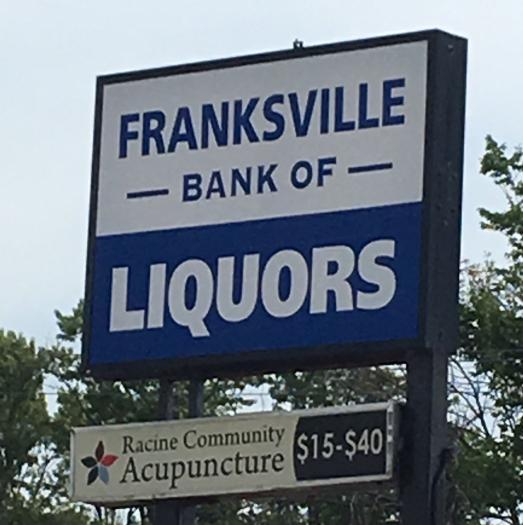 FRANKSVILLE
— BANK OF —
LIQUORS
Racine Community
Acupuncture
$15-$40